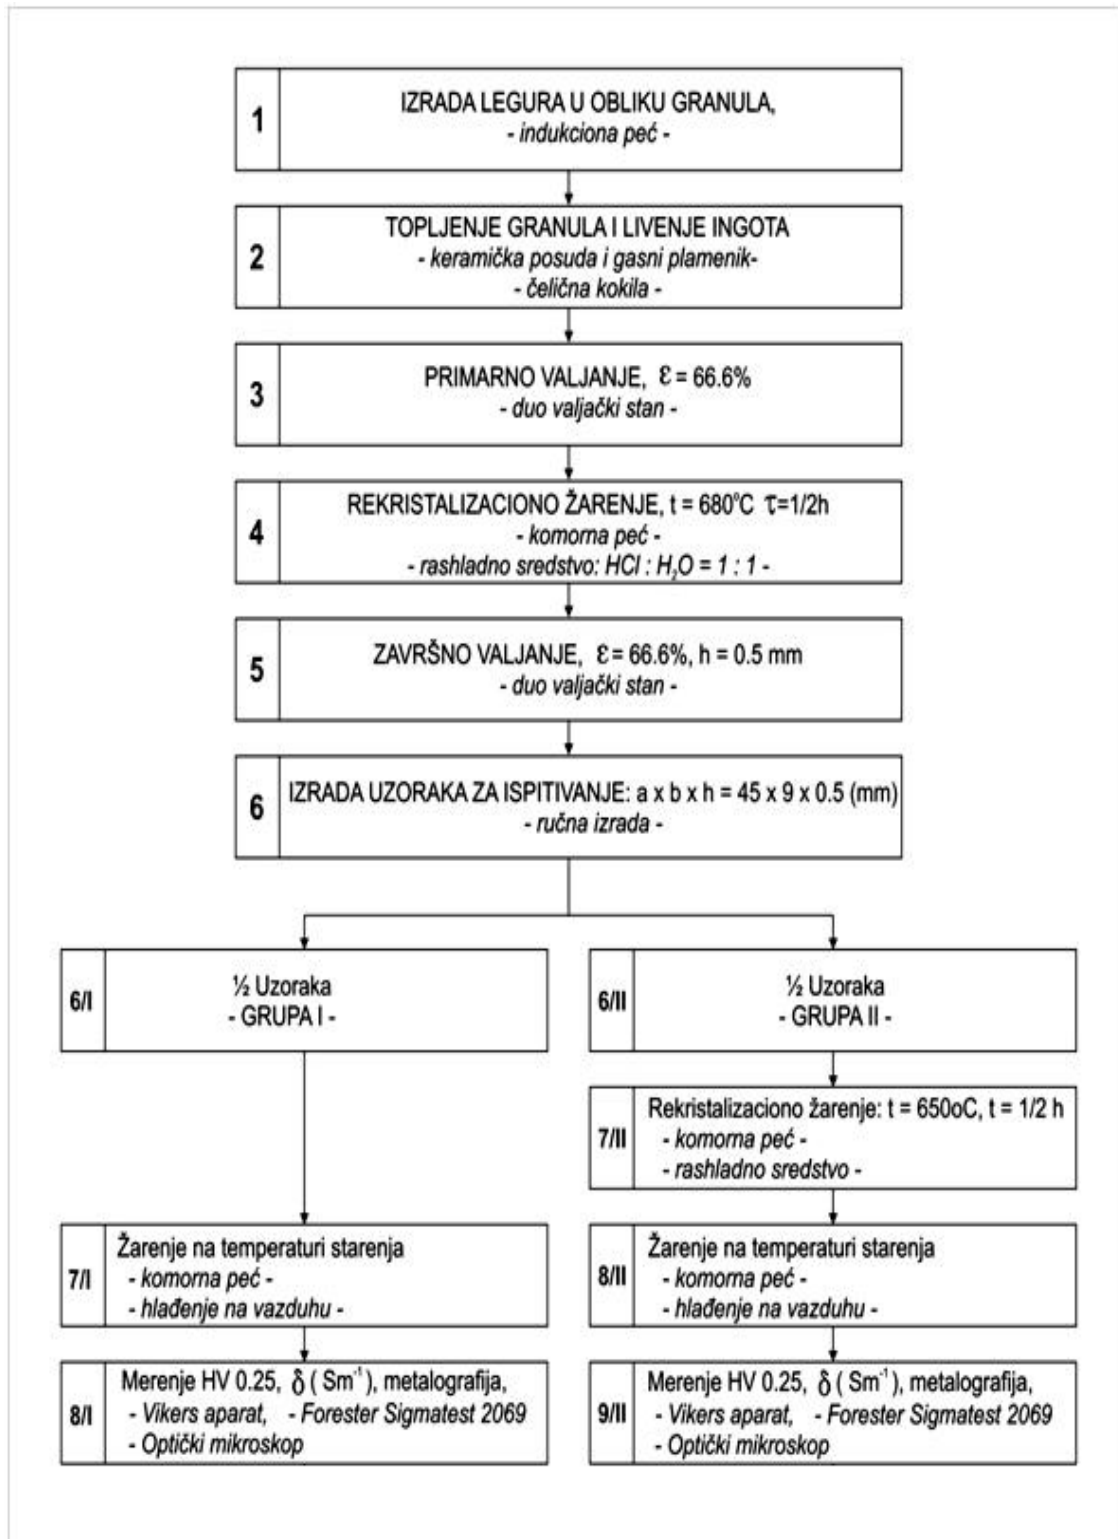 1
IZRADA LEGURA U OBLIKU GRANULA,
- indukciona peć -
2
TOPLJENJE GRANULA I LIVENJE INGOTA
- keramička posuda i gasni plamenik-
- čelična kokila -
3
PRIMARNO VALJANJE, ε = 66.6%
- duo valjački stan -
4
REKRISTALIZACIONO ŽARENJE, t = 680°C τ=1/2h
- komorna peć -
- rashladno sredstvo: HCl : H₂O = 1 : 1 -
5
ZAVRŠNO VALJANJE, ε = 66.6%, h = 0.5 mm
- duo valjački stan -
6
IZRADA UZORAKA ZA ISPITIVANJE: a x b x h = 45 x 9 x 0.5 (mm)
- ručna izrada -
6/I
½ Uzoraka
- GRUPA I -
6/II
½ Uzoraka
- GRUPA II -
7/II
Rekristalizaciono žarenje: t = 650oC, t = 1/2 h
- komorna peć -
- rashladno sredstvo -
7/I
Žarenje na temperaturi starenja
- komorna peć -
- hlađenje na vazduhu -
8/II
Žarenje na temperaturi starenja
- komorna peć -
- hlađenje na vazduhu -
8/I
Merenje HV 0.25, δ ( Sm⁻¹), metalografija,
- Vikers aparat, - Forester Sigmatest 2069
- Optički mikroskop
9/II
Merenje HV 0.25, δ ( Sm⁻¹), metalografija,
- Vikers aparat, - Forester Sigmatest 2069
- Optički mikroskop